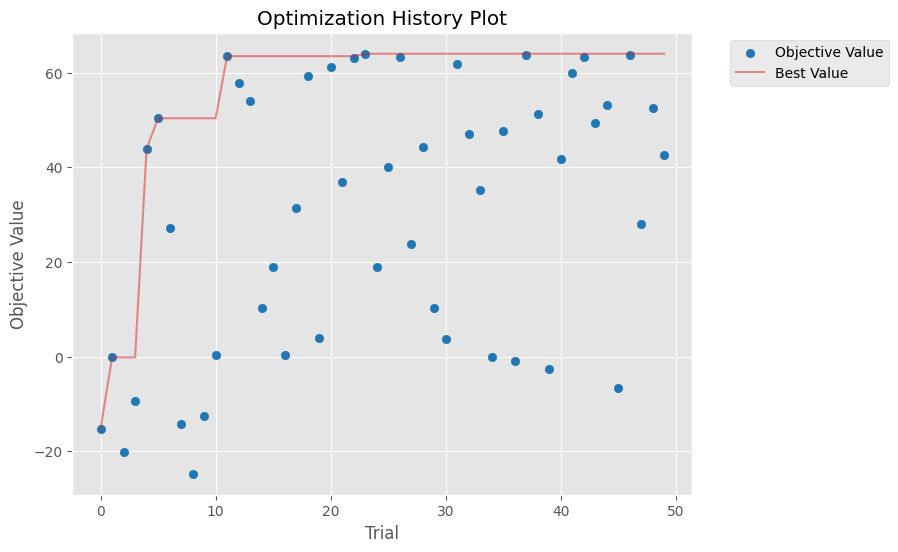 Optimization History Plot
Objective Value
Best Value
Objective Value
60
40
20
0
−20
0 10 20 30 40 50
Trial